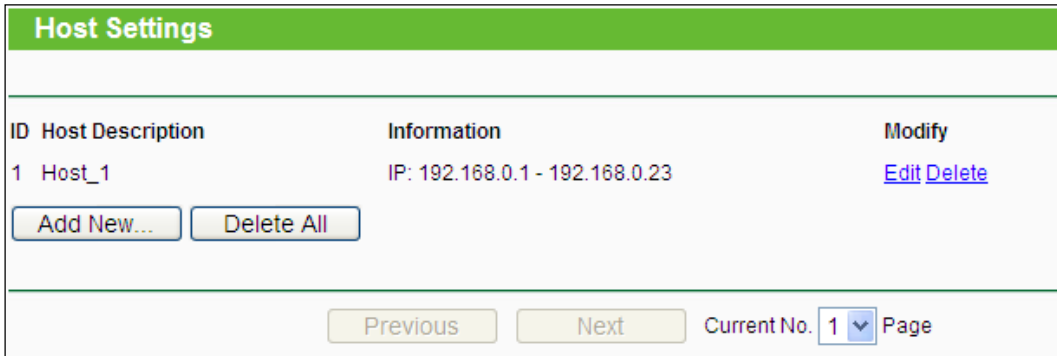 Host Settings
ID Host Description Information Modify
1 Host_1 IP: 192.168.0.1 - 192.168.0.23 Edit Delete
Add New... Delete All
Previous Next Current No. 1 Page